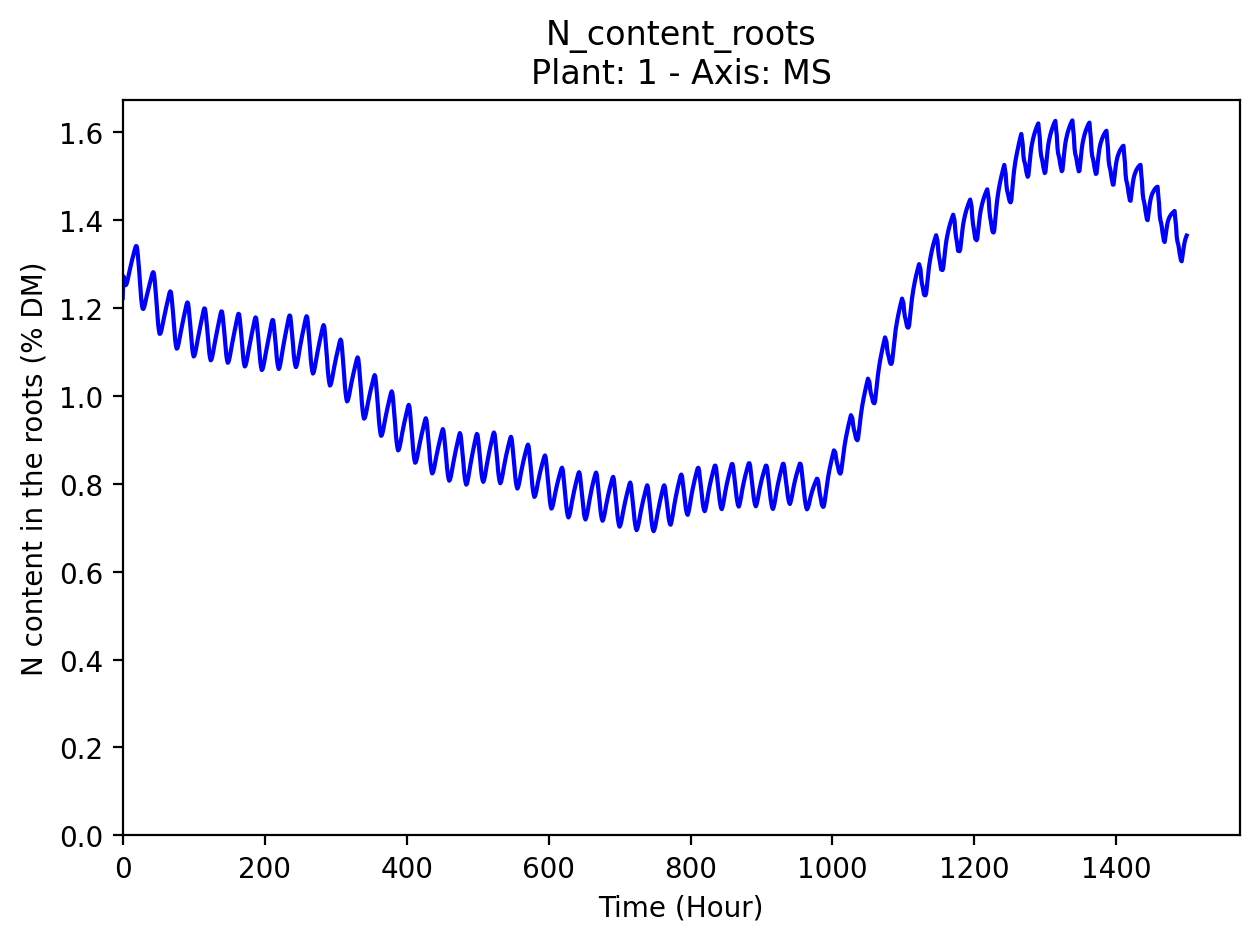 N_content_roots
Plant: 1 - Axis: MS
N content in the roots (% DM)
1.6
1.4
1.2
1.0
0.8
0.6
0.4
0.2
0.0
0 200 400 600 800 1000 1200 1400
Time (Hour)